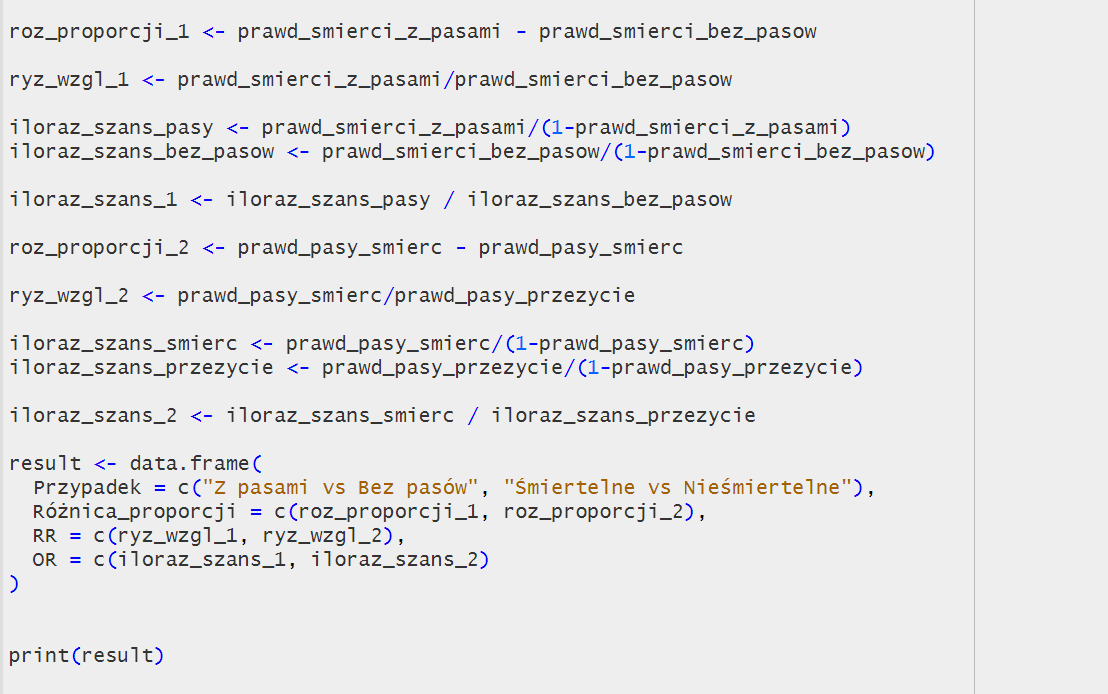 roz_proporcji_1 <- prawd_smierci_z_pasami - prawd_smierci_bez_pasow
ryz_wzgl_1 <- prawd_smierci_z_pasami/prawd_smierci_bez_pasow
iloraz_szans_pasy <- prawd_smierci_z_pasami/(1-prawd_smierci_z_pasami)
iloraz_szans_bez_pasow <- prawd_smierci_bez_pasow/(1-prawd_smierci_bez_pasow)
iloraz_szans_1 <- iloraz_szans_pasy / iloraz_szans_bez_pasow
roz_proporcji_2 <- prawd_pasy_smierc - prawd_pasy_smierc
ryz_wzgl_2 <- prawd_pasy_smierc/prawd_pasy_przezycie
iloraz_szans_smierc <- prawd_pasy_smierc/(1-prawd_pasy_smierc)
iloraz_szans_przezycie <- prawd_pasy_przezycie/(1-prawd_pasy_przezycie)
iloraz_szans_2 <- iloraz_szans_smierc / iloraz_szans_przezycie
result <- data.frame(
  Przypadek = c("Z pasami vs Bez pasów", "Śmiertelne vs Nieśmiertelne"),
  Różnica_proporcji = c(roz_proporcji_1, roz_proporcji_2),
  RR = c(ryz_wzgl_1, ryz_wzgl_2),
  OR = c(iloraz_szans_1, iloraz_szans_2)
)
print(result)